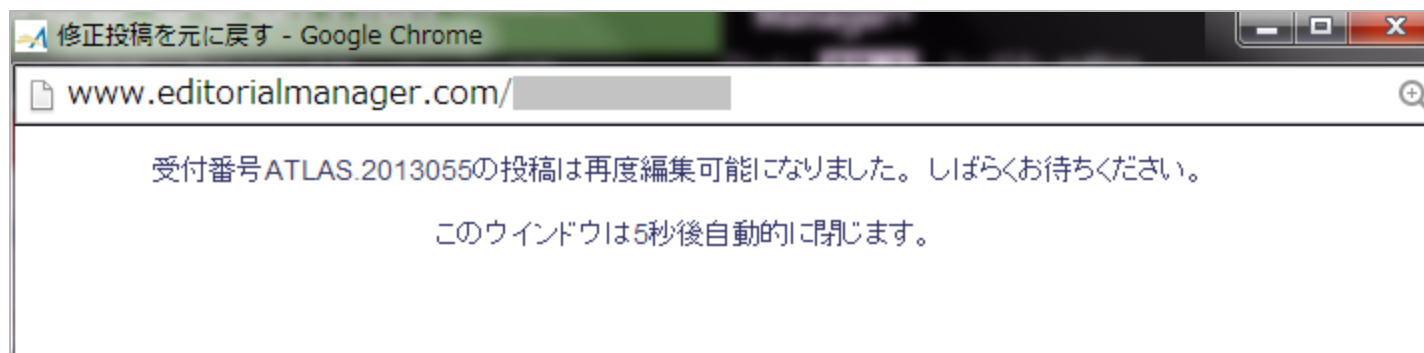 修正投稿を元に戻す - Google Chrome
www.editorialmanager.com/
受付番号ATLAS.2013055の投稿は再度編集可能になりました。しばらくお待ちください。
このウインドウは5秒後自動的に閉じます。